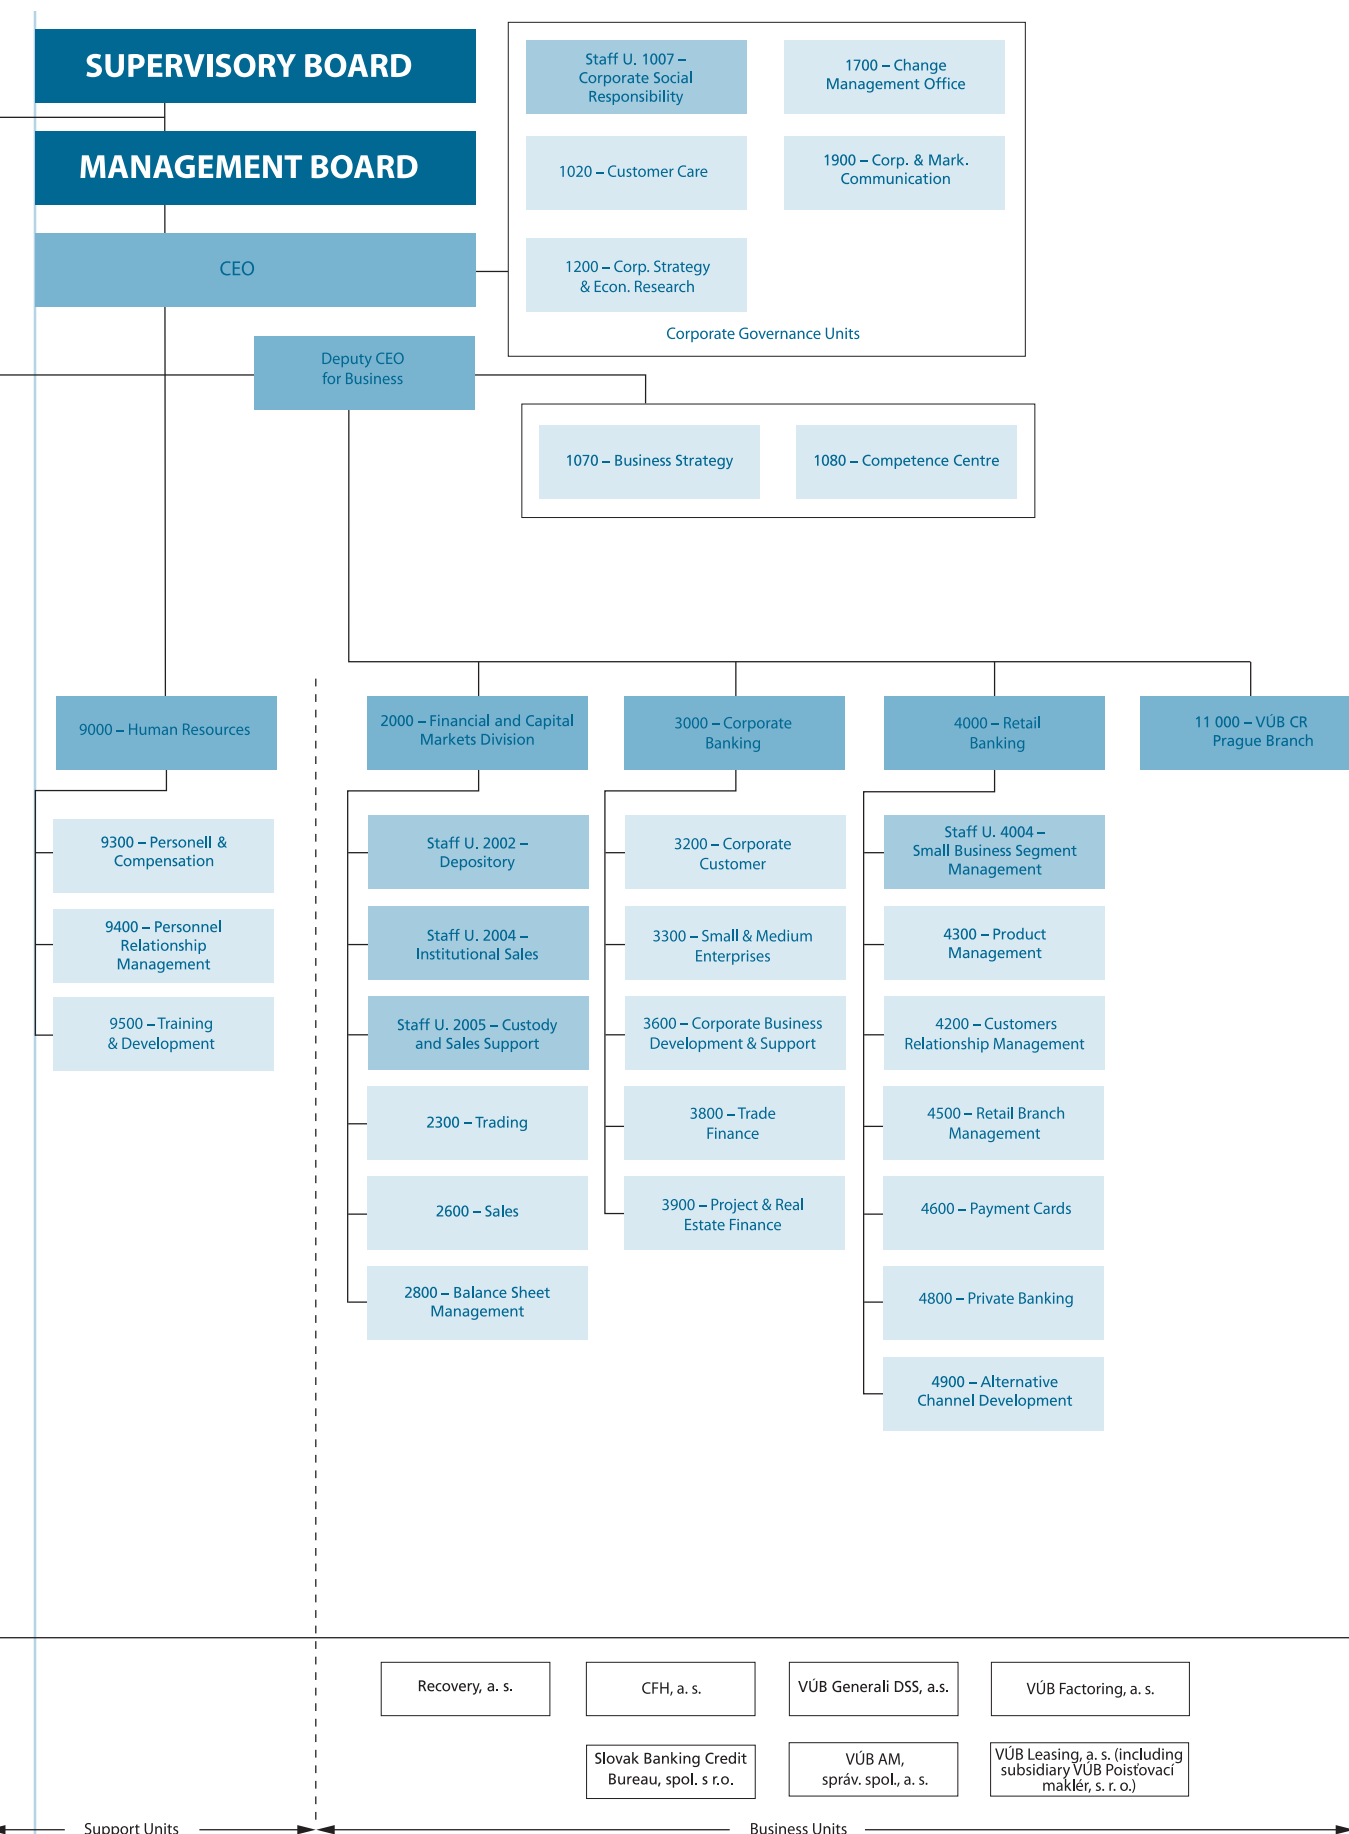 SUPERVISORY BOARD
MANAGEMENT BOARD
CEO
Staff U. 1007 –
Corporate Social
Responsibility
1700 – Change
Management Office
1020 – Customer Care
1900 – Corp. & Mark.
Communication
1200 – Corp. Strategy
& Econ. Research
Corporate Governance Units
Deputy CEO
for Business
1070 – Business Strategy
1080 – Competence Centre
9000 – Human Resources
2000 – Financial and Capital
Markets Division
3000 – Corporate
Banking
4000 – Retail
Banking
11 000 – VÚB CR
Prague Branch
9300 – Personell &
Compensation
9400 – Personnel
Relationship
Management
9500 – Training
& Development
Staff U. 2002 –
Depository
Staff U. 2004 –
Institutional Sales
Staff U. 2005 – Custody
and Sales Support
2300 – Trading
2600 – Sales
2800 – Balance Sheet
Management
3200 – Corporate
Customer
3300 – Small & Medium
Enterprises
3600 – Corporate Business
Development & Support
3800 – Trade
Finance
3900 – Project & Real
Estate Finance
Staff U. 4004 –
Small Business Segment
Management
4300 – Product
Management
4200 – Customers
Relationship Management
4500 – Retail Branch
Management
4600 – Payment Cards
4800 – Private Banking
4900 – Alternative
Channel Development
Recovery, a. s.
CFH, a. s.
VÚB Generali DSS, a.s.
VÚB Factoring, a. s.
Slovak Banking Credit
Bureau, spol. s r.o.
VÚB AM,
správ. spol., a. s.
VÚB Leasing, a. s. (including
subsidiary VÚB Poisťovací
maklér, s. r. o.)
Support Units
Business Units